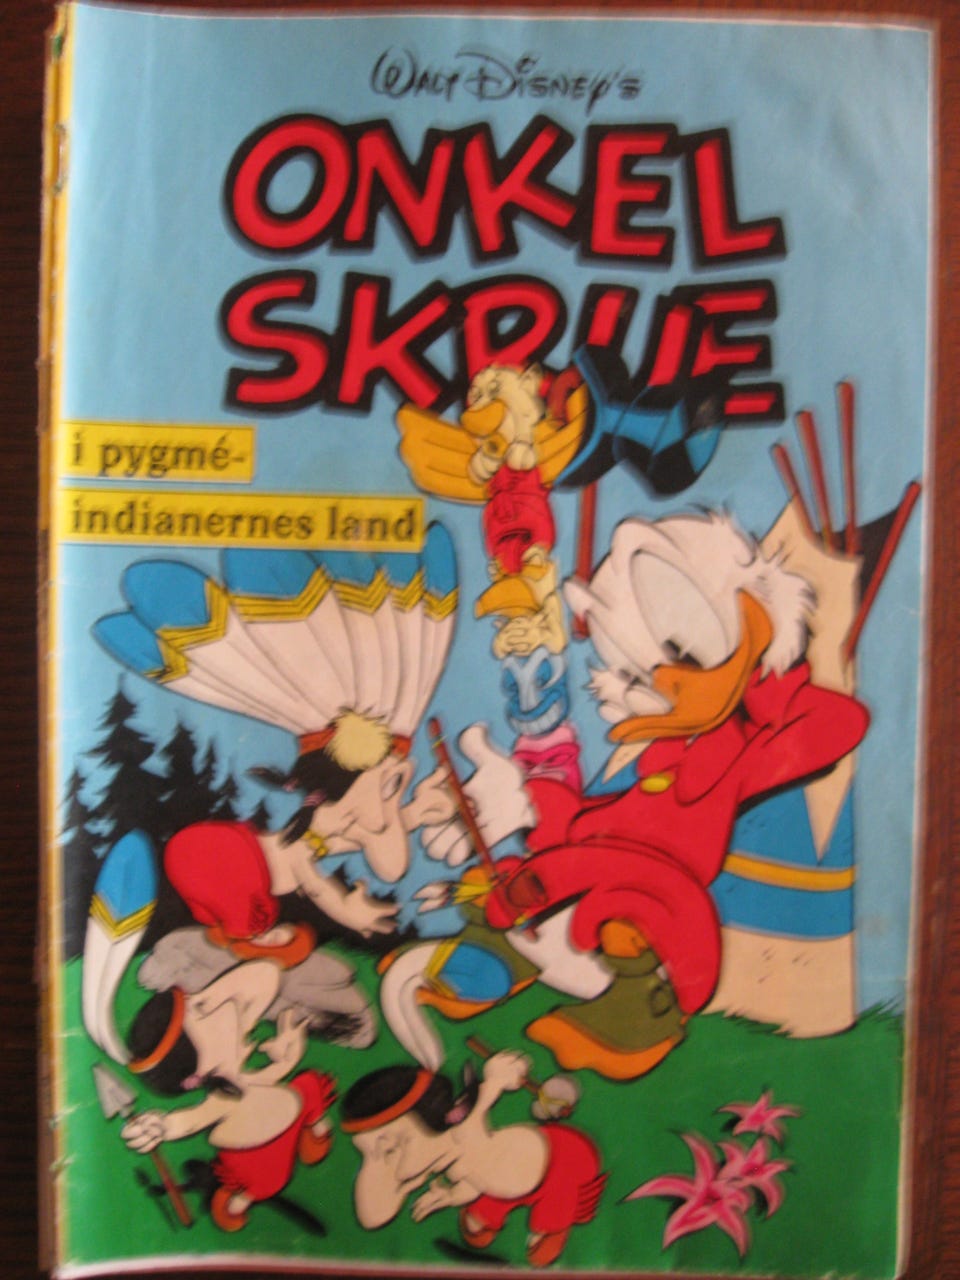 WALT DISNEY'S
ONKEL
SKRUE
i pygmé-
indianernes land